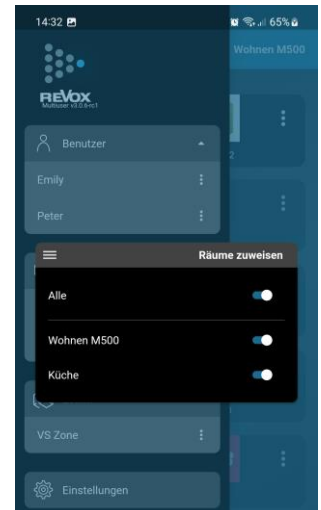 14:32 65%
Wohnen M500
REVOX
Multiuser v3.0.6-rc1
Benutzer
2
Emily
Peter
Räume zuweisen
Alle
Wohnen M500
Küche
VS Zone
Einstellungen